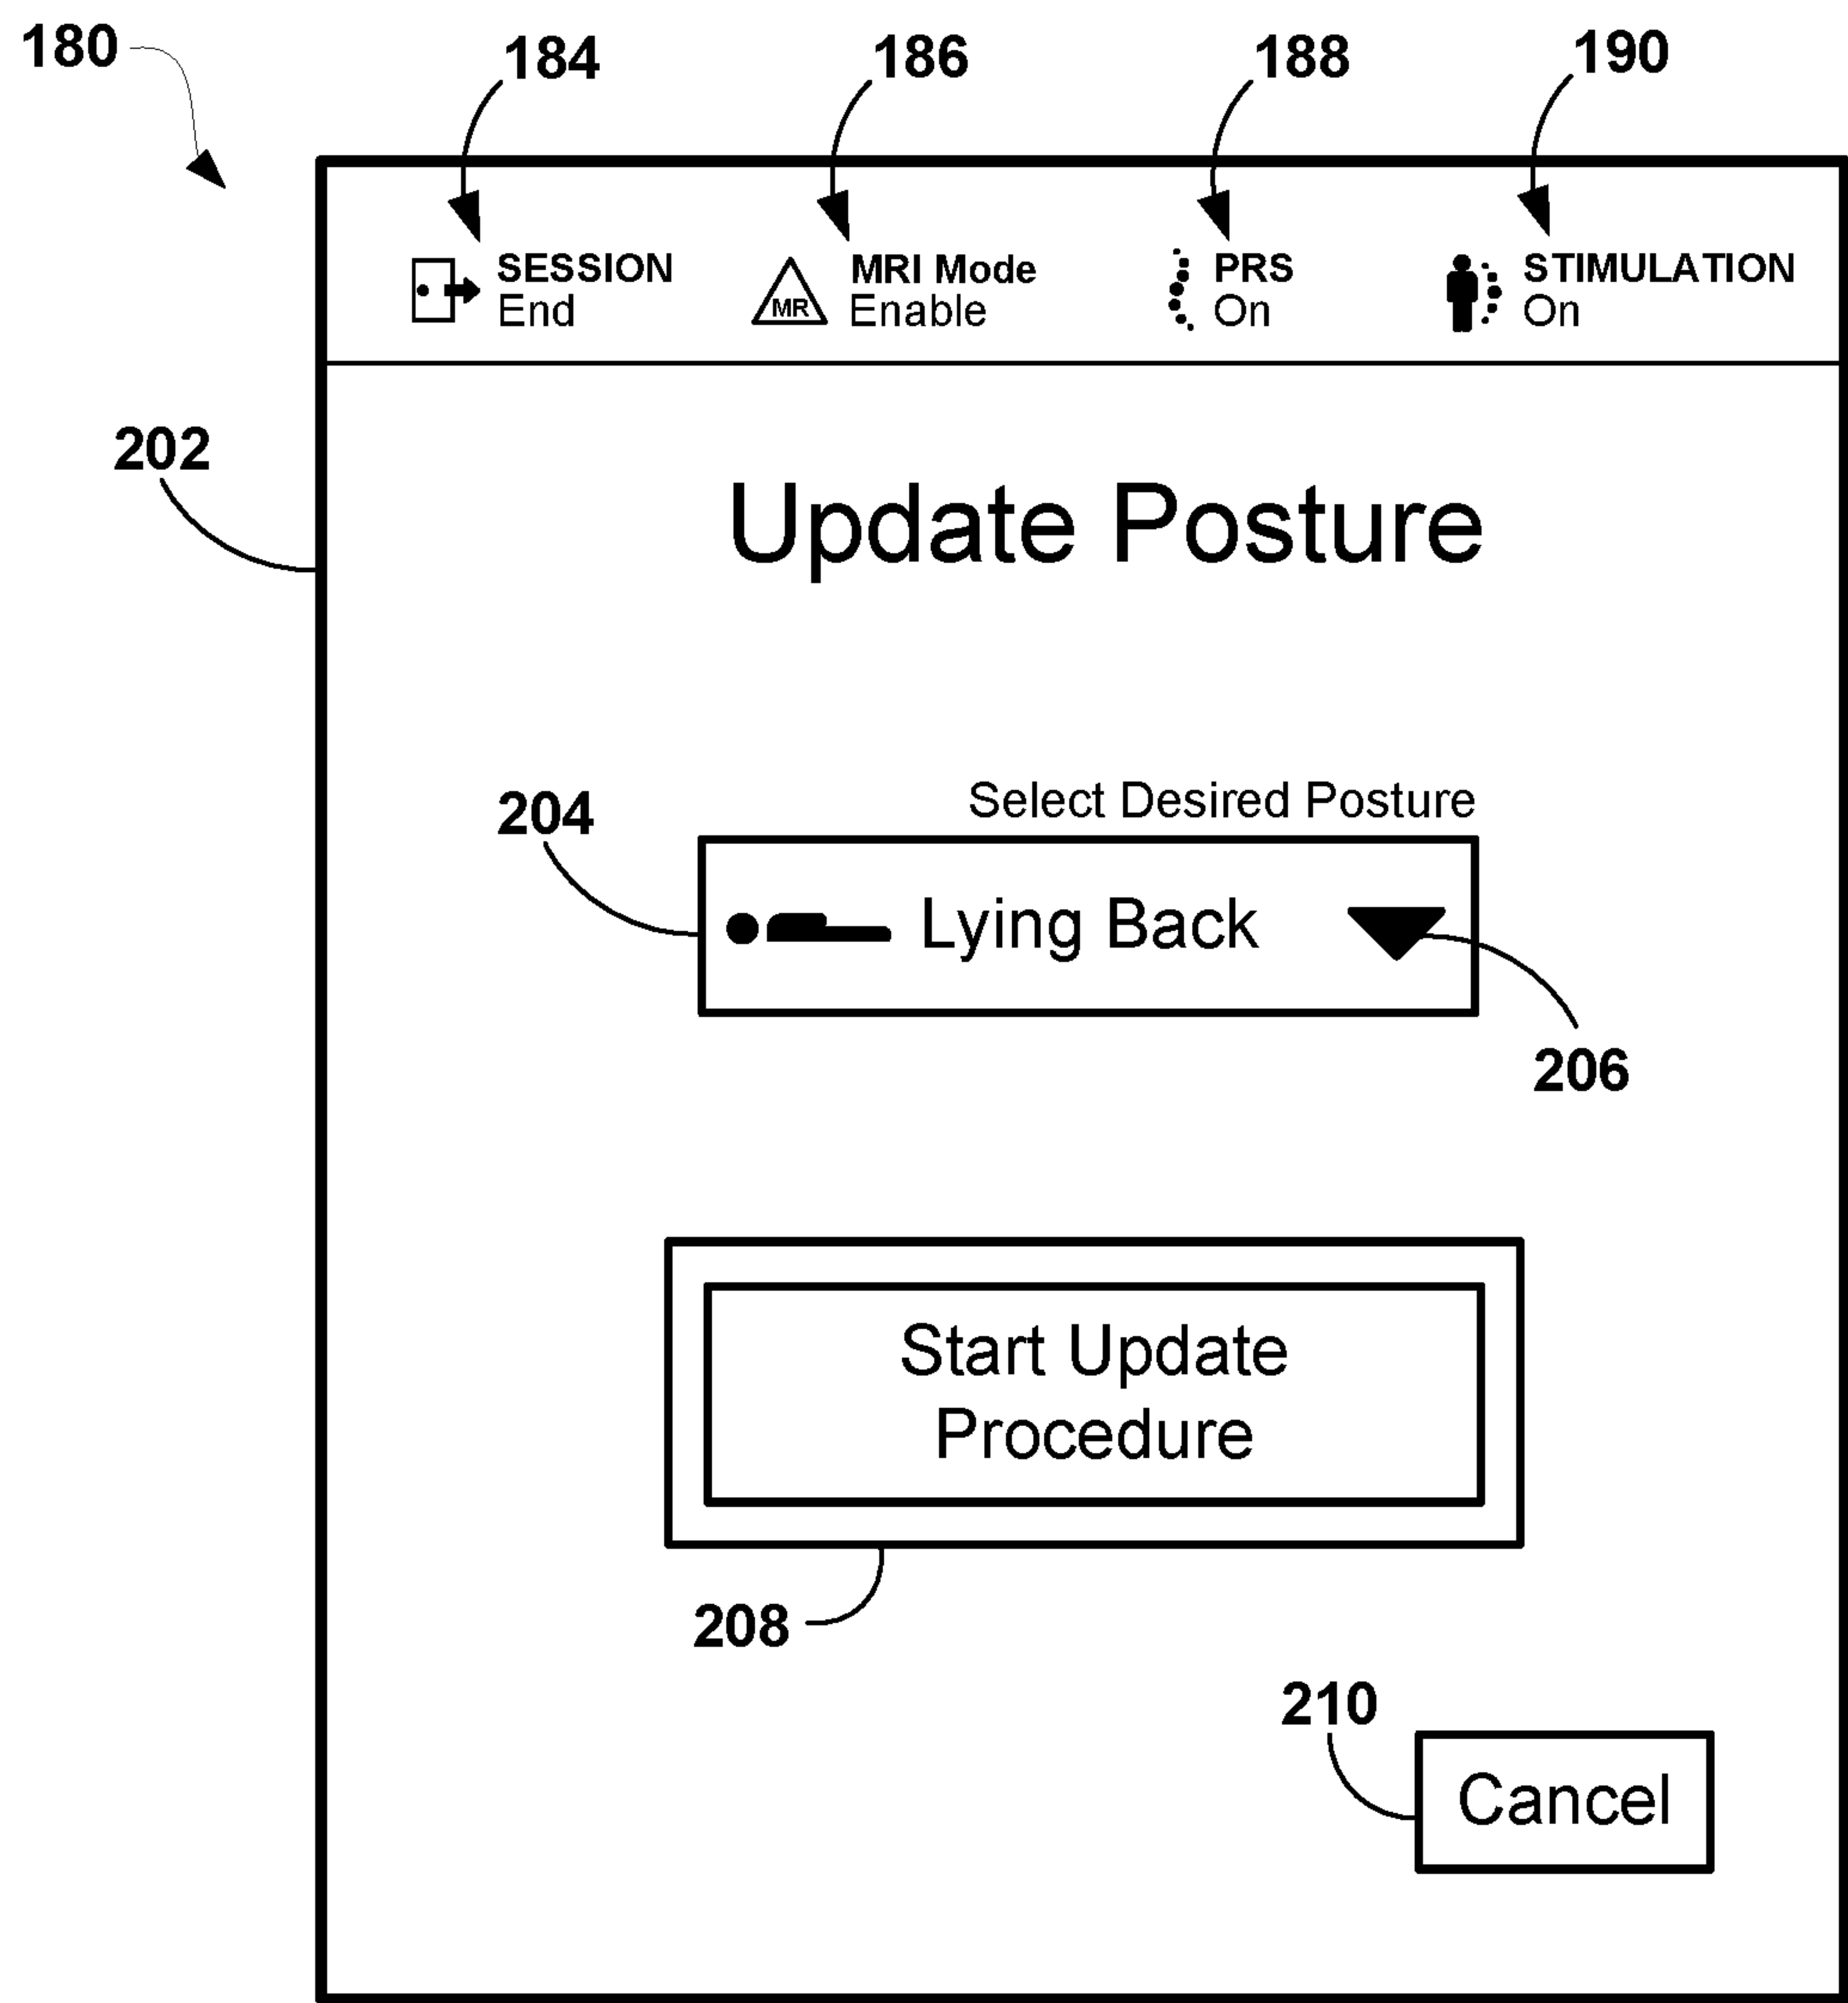 180
184 186 188 190
SESSION MRI Mode PRS STIMULATION
End MR Enable On On
202
Update Posture
Select Desired Posture
204
Lying Back
206
Start Update
Procedure
208
210
Cancel